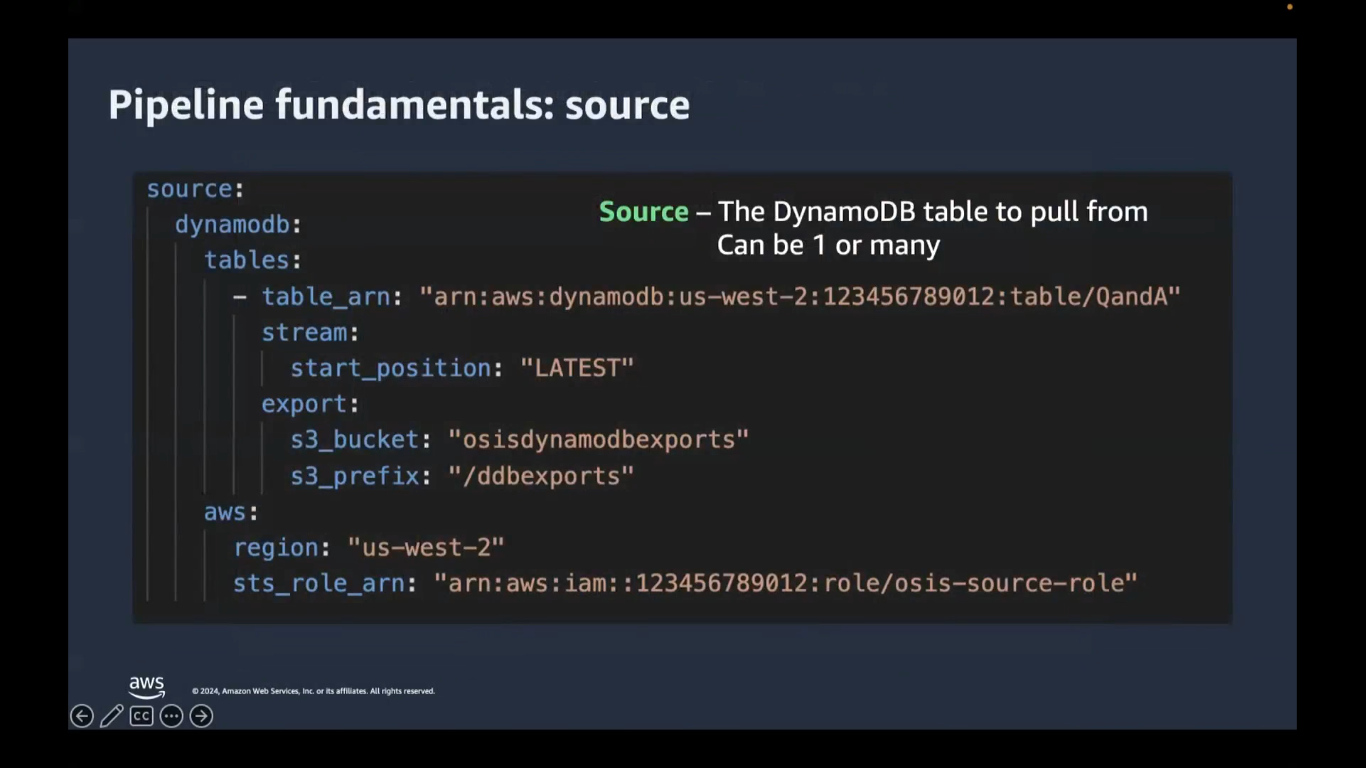 Pipeline fundamentals: source
source:
Source – The DynamoDB table to pull from
dynamodb:
Can be 1 or many
tables:
– table_arn: "arn:aws:dynamodb:us-west-2:123456789012:table/QandA"
stream:
start_position: "LATEST"
export:
s3_bucket: "osisdynamodbexports"
s3_prefix: "/ddbexports"
aws:
region: "us-west-2"
sts_role_arn: "arn:aws:iam::123456789012:role/osis-source-role"
aws
© 2024, Amazon Web Services, Inc. or its affiliates. All rights reserved.
CC